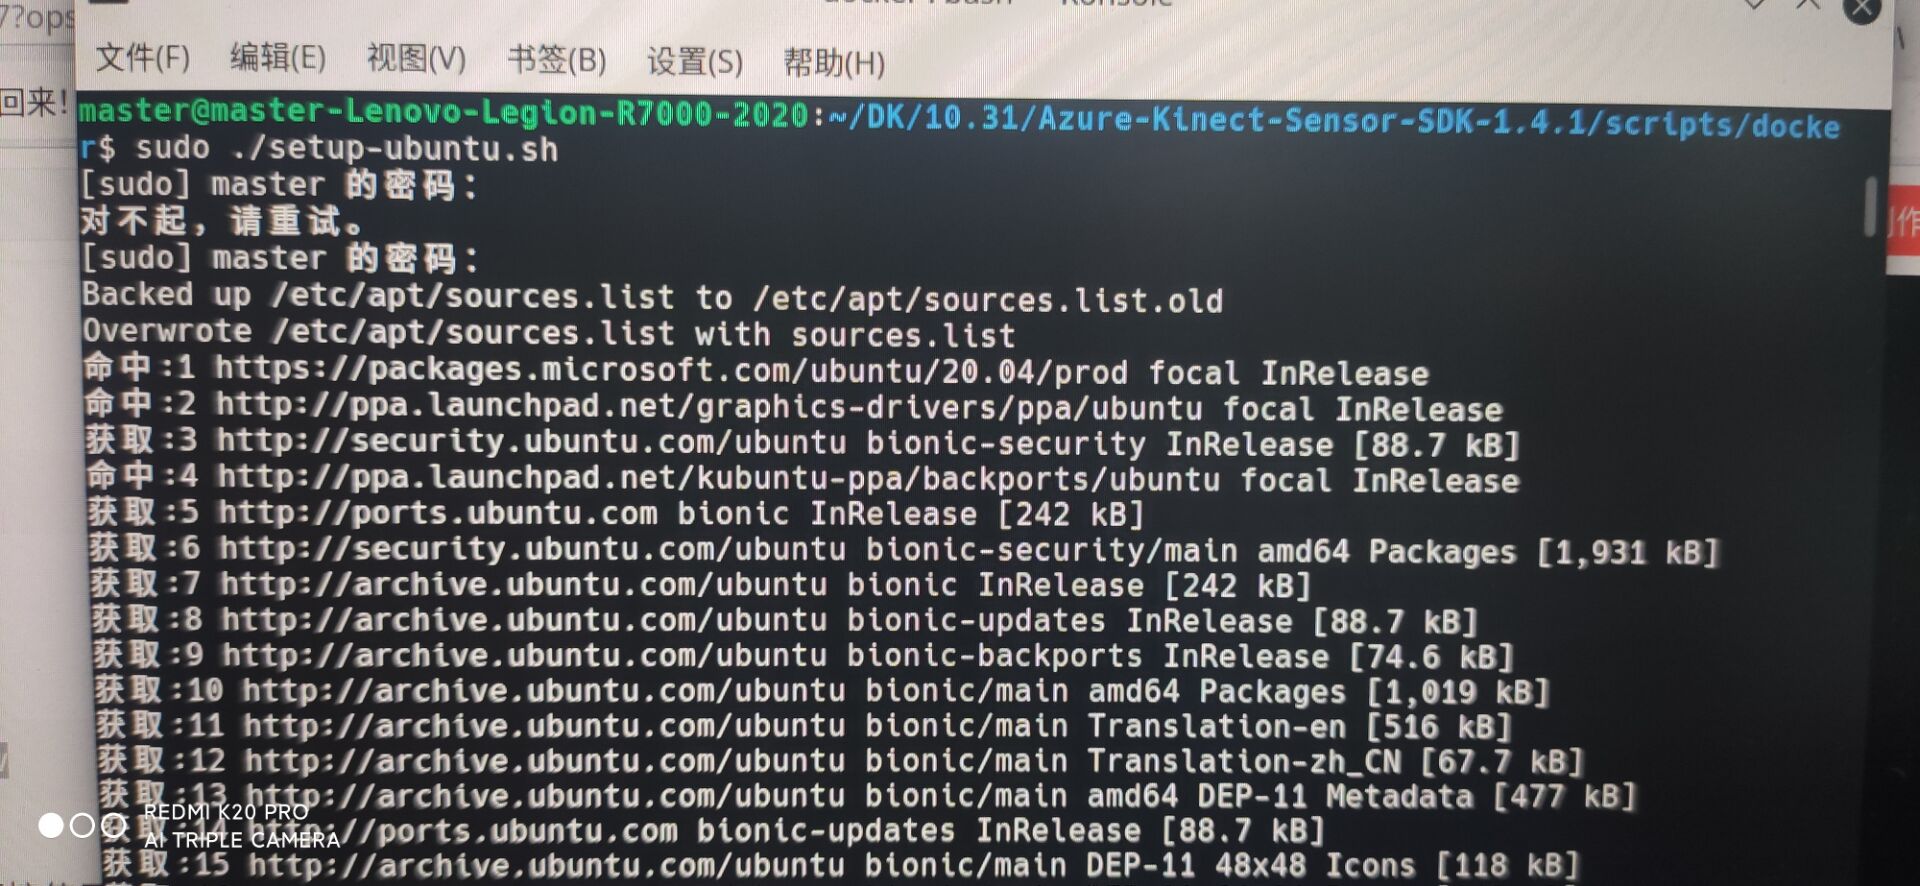 7?ops
文件(F) 编辑(E) 视图(V) 书签(B) 设置(S) 帮助(H)
回来!
master@master-Lenovo-Legion-R7000-2020:~/DK/10.31/Azure-Kinect-Sensor-SDK-1.4.1/scripts/docke
r$ sudo ./setup-ubuntu.sh
[sudo] master 的密码：
对不起，请重试。
[sudo] master 的密码：
Backed up /etc/apt/sources.list to /etc/apt/sources.list.old
Overwrote /etc/apt/sources.list with sources.list
命中:1 https://packages.microsoft.com/ubuntu/20.04/prod focal InRelease
命中:2 http://ppa.launchpad.net/graphics-drivers/ppa/ubuntu focal InRelease
获取:3 http://security.ubuntu.com/ubuntu bionic-security InRelease [88.7 kB]
命中:4 http://ppa.launchpad.net/kubuntu-ppa/backports/ubuntu focal InRelease
获取:5 http://ports.ubuntu.com bionic InRelease [242 kB]
获取:6 http://security.ubuntu.com/ubuntu bionic-security/main amd64 Packages [1,931 kB]
获取:7 http://archive.ubuntu.com/ubuntu bionic InRelease [242 kB]
获取:8 http://archive.ubuntu.com/ubuntu bionic-updates InRelease [88.7 kB]
获取:9 http://archive.ubuntu.com/ubuntu bionic-backports InRelease [74.6 kB]
获取:10 http://archive.ubuntu.com/ubuntu bionic/main amd64 Packages [1,019 kB]
获取:11 http://archive.ubuntu.com/ubuntu bionic/main Translation-en [516 kB]
获取:12 http://archive.ubuntu.com/ubuntu bionic/main Translation-zh_CN [67.7 kB]
获取:13 http://archive.ubuntu.com/ubuntu bionic/main amd64 DEP-11 Metadata [477 kB]
获取:14 http://ports.ubuntu.com bionic-updates InRelease [88.7 kB]
获取:15 http://archive.ubuntu.com/ubuntu bionic/main DEP-11 48x48 Icons [118 kB]
REDMI K20 PRO
AI TRIPLE CAMERA